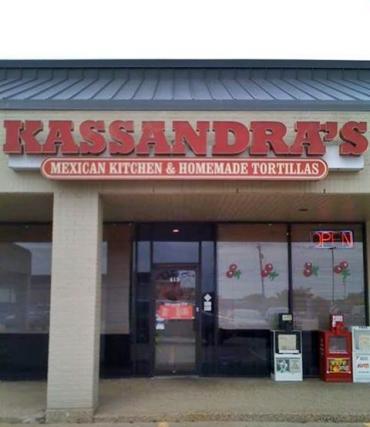 KASSANDRA'S
MEXICAN KITCHEN & HOMEMADE TORTILLAS
OPEN